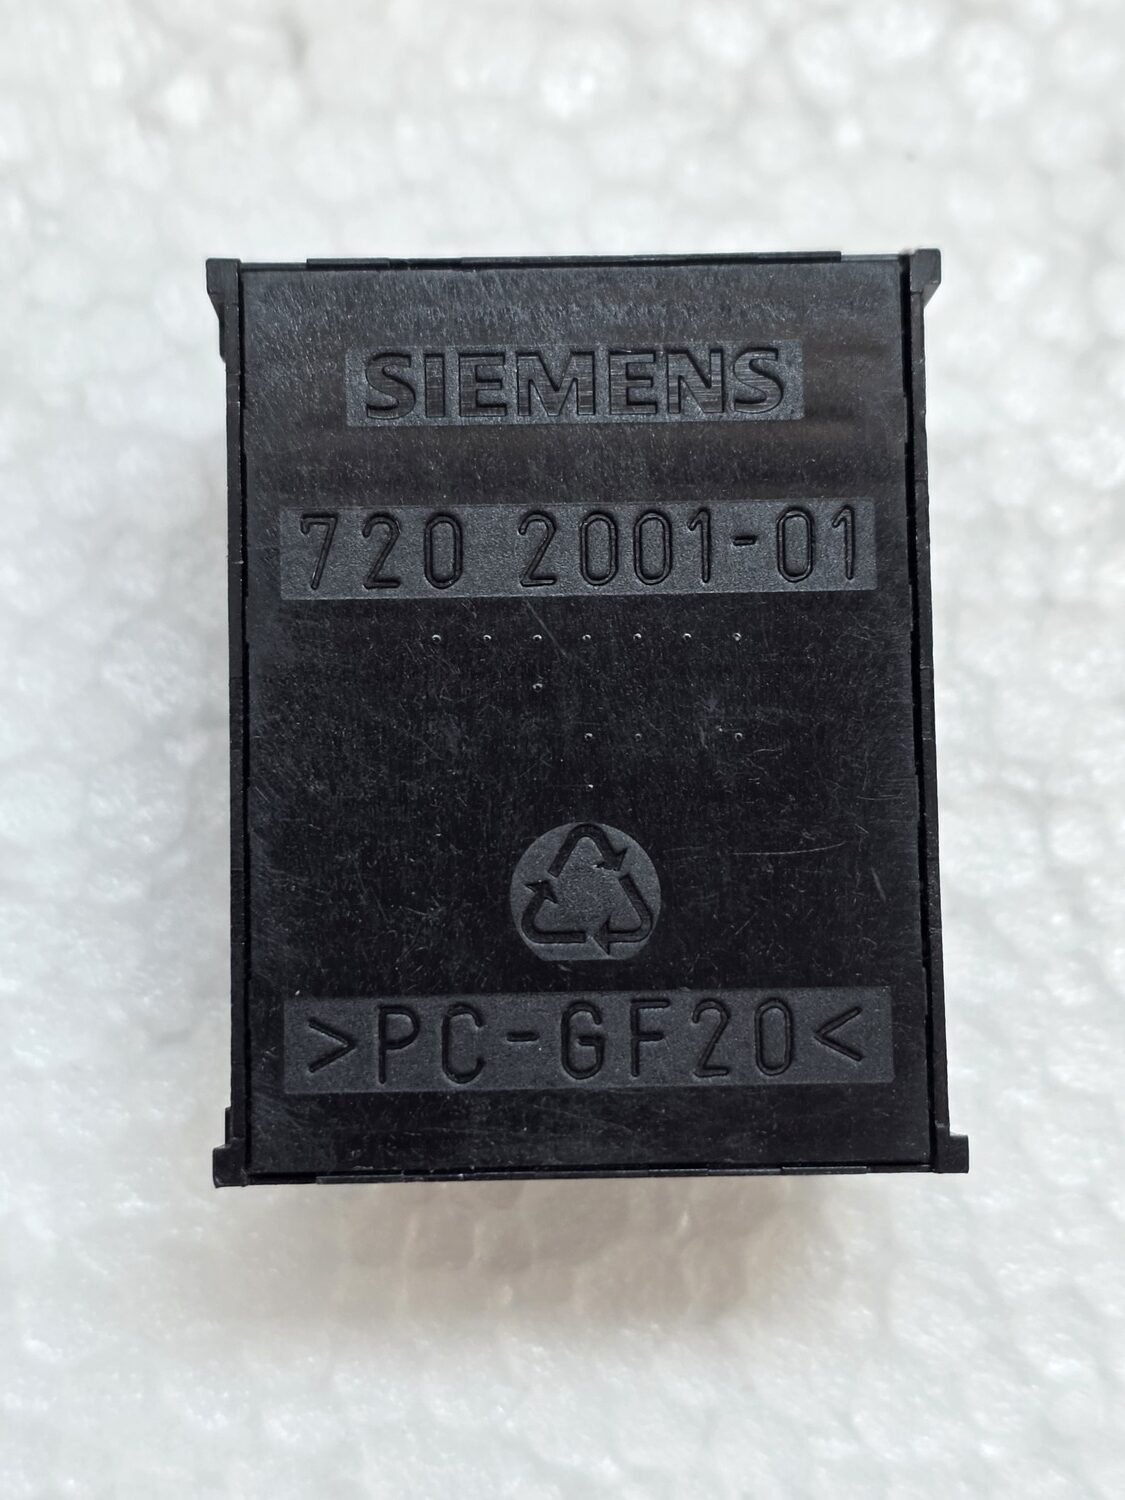 SIEMENS
720 2001-01
>PC-GF20<